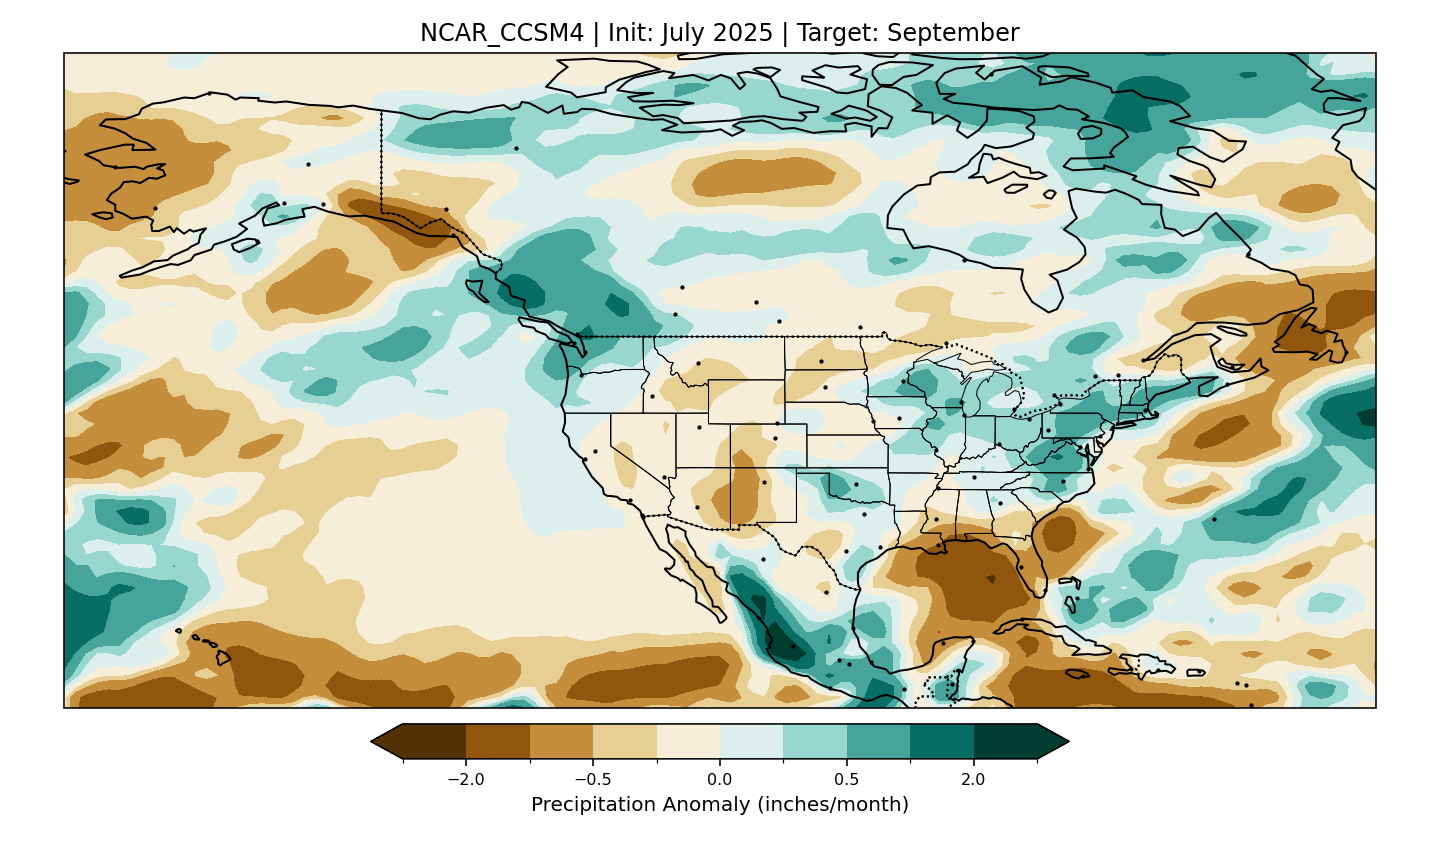 NCAR_CCSM4 | Init: July 2025 | Target: September
−2.0 −0.5 0.0 0.5 2.0
Precipitation Anomaly (inches/month)